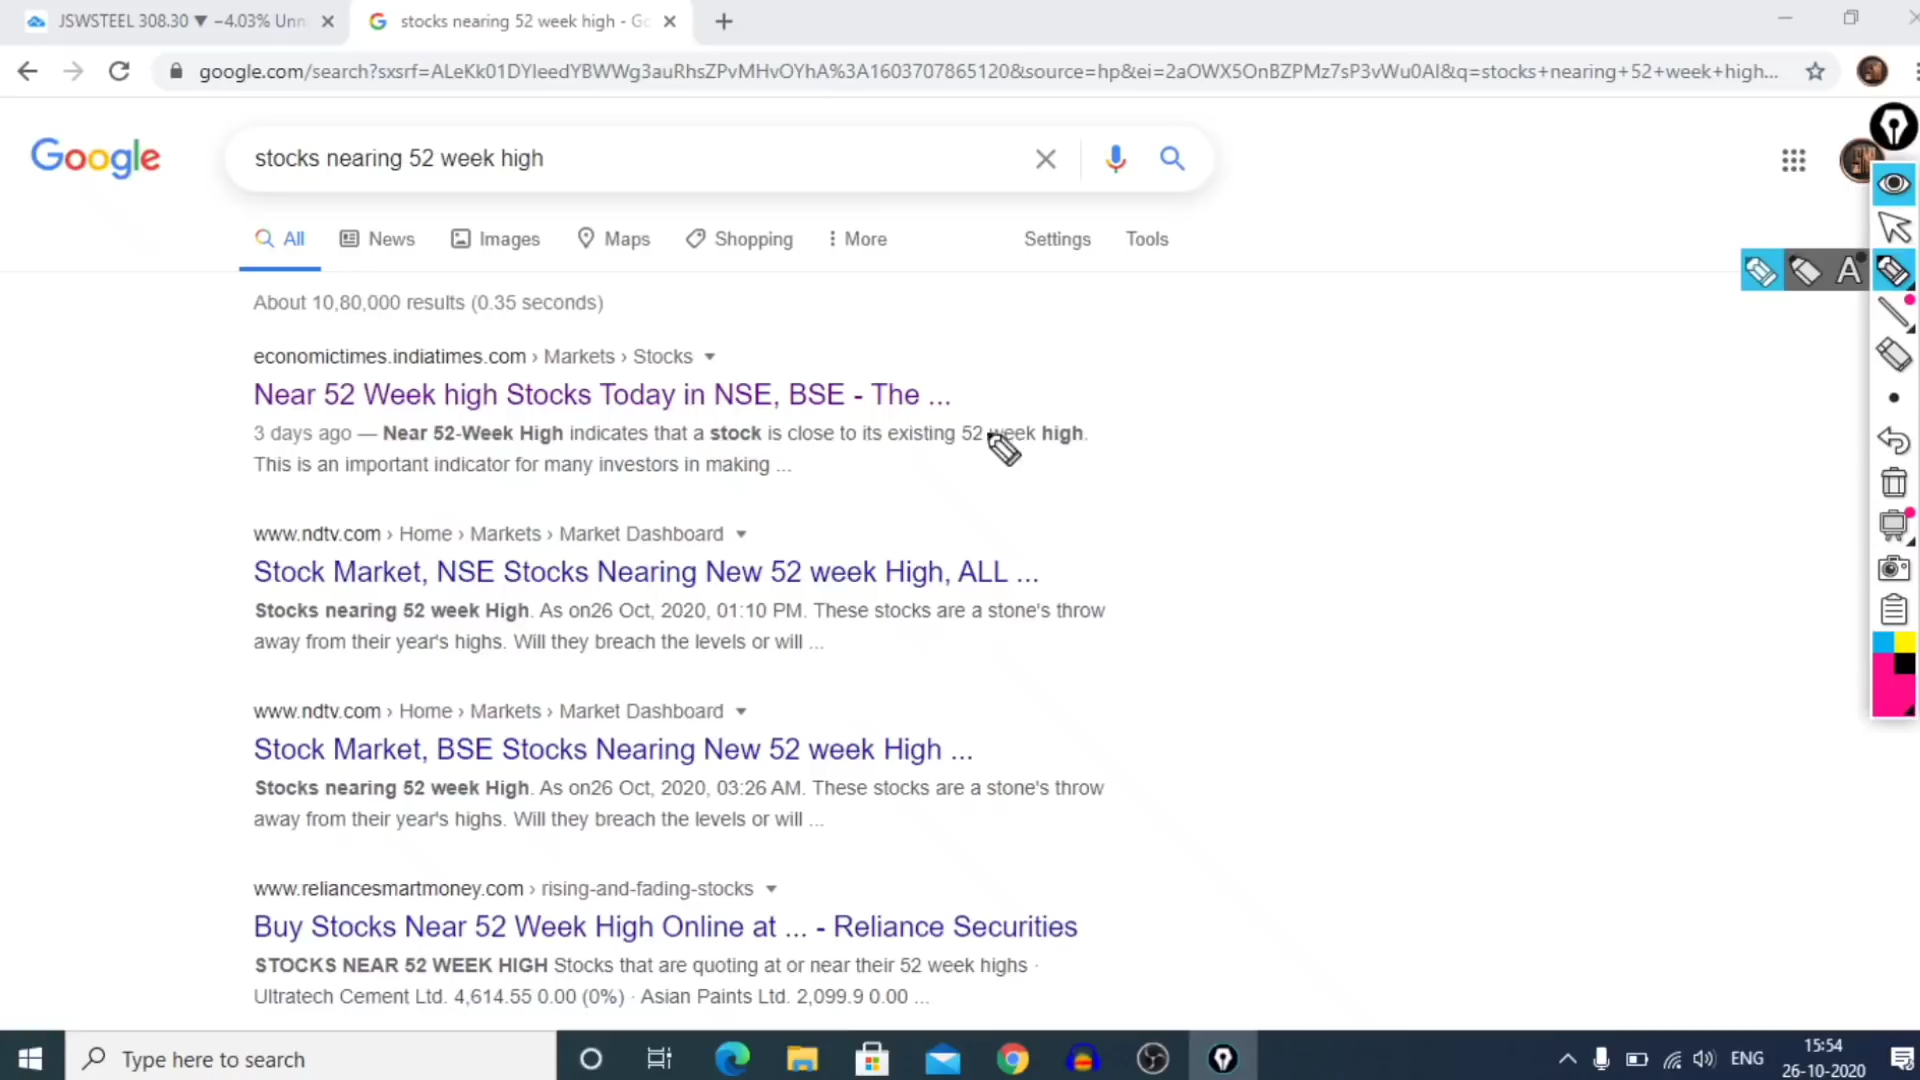 JSWSTEEL 308.30 ▼ −4.03% Unn
stocks nearing 52 week high - Go
google.com/search?sxsrf=ALeKk01DYleedYBWWg3auRhsZPvMHvOYhA%3A1603707865120&source=hp&ei=2aOWX5OnBZPMz7sP3vWu0AI&q=stocks+nearing+52+week+high...
Google
stocks nearing 52 week high
All
News
Images
Maps
Shopping
More
Settings
Tools
About 10,80,000 results (0.35 seconds)
economictimes.indiatimes.com › Markets › Stocks
Near 52 Week high Stocks Today in NSE, BSE - The ...
3 days ago — Near 52-Week High indicates that a stock is close to its existing 52 week high.
This is an important indicator for many investors in making ...
www.ndtv.com › Home › Markets › Market Dashboard
Stock Market, NSE Stocks Nearing New 52 week High, ALL ...
Stocks nearing 52 week High. As on26 Oct, 2020, 01:10 PM. These stocks are a stone's throw
away from their year's highs. Will they breach the levels or will ...
www.ndtv.com › Home › Markets › Market Dashboard
Stock Market, BSE Stocks Nearing New 52 week High ...
Stocks nearing 52 week High. As on26 Oct, 2020, 03:26 AM. These stocks are a stone's throw
away from their year's highs. Will they breach the levels or will ...
www.reliancesmartmoney.com › rising-and-fading-stocks
Buy Stocks Near 52 Week High Online at ... - Reliance Securities
STOCKS NEAR 52 WEEK HIGH Stocks that are quoting at or near their 52 week highs ·
Ultratech Cement Ltd. 4,614.55 0.00 (0%) · Asian Paints Ltd. 2,099.9 0.00 ...
A
Type here to search
ENG
15:54
26-10-2020